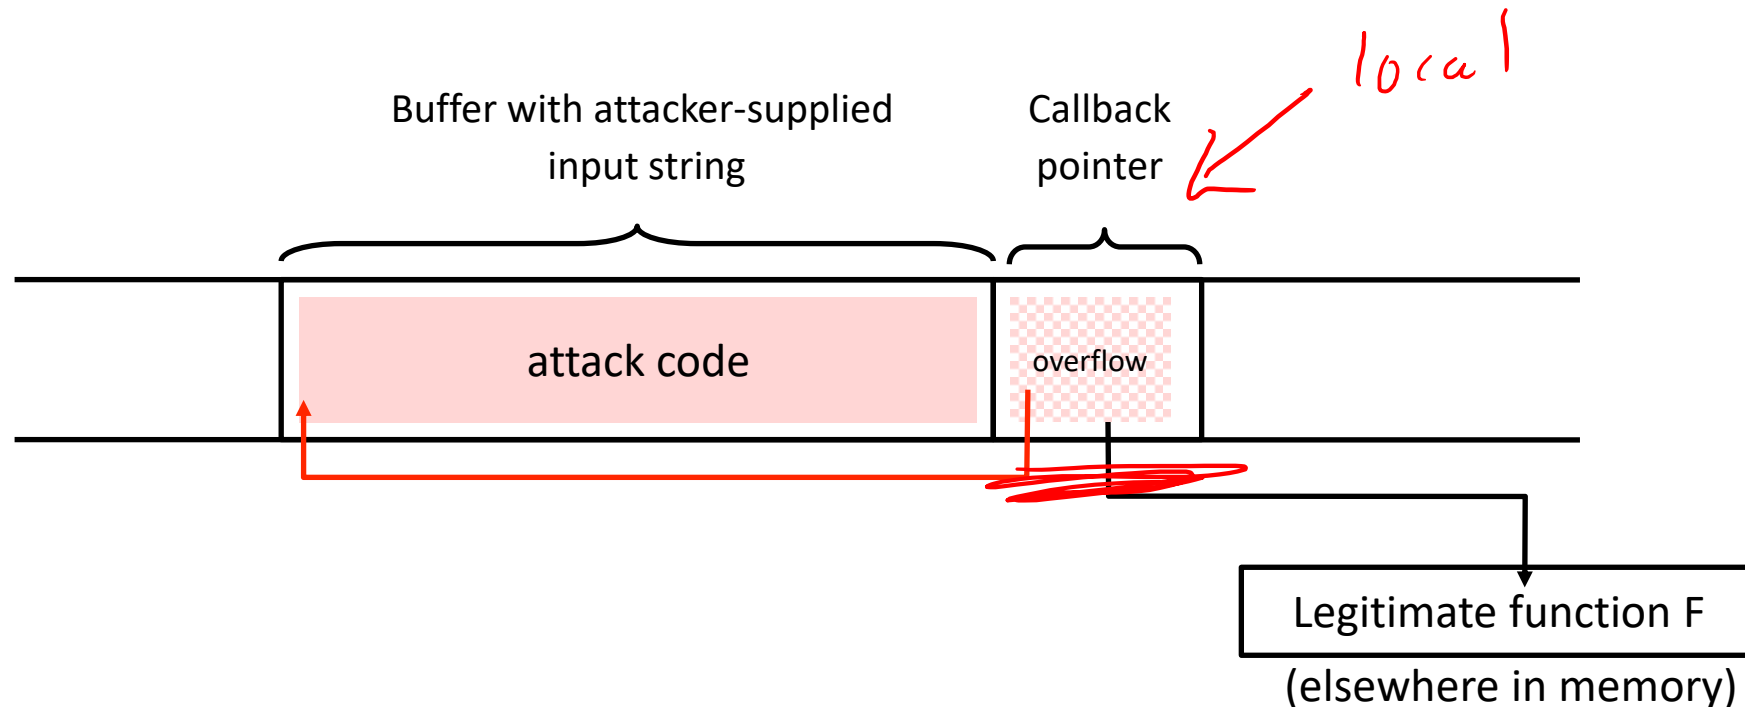 local
Buffer with attacker-supplied
input string
Callback
pointer
attack code
overflow
Legitimate function F
(elsewhere in memory)